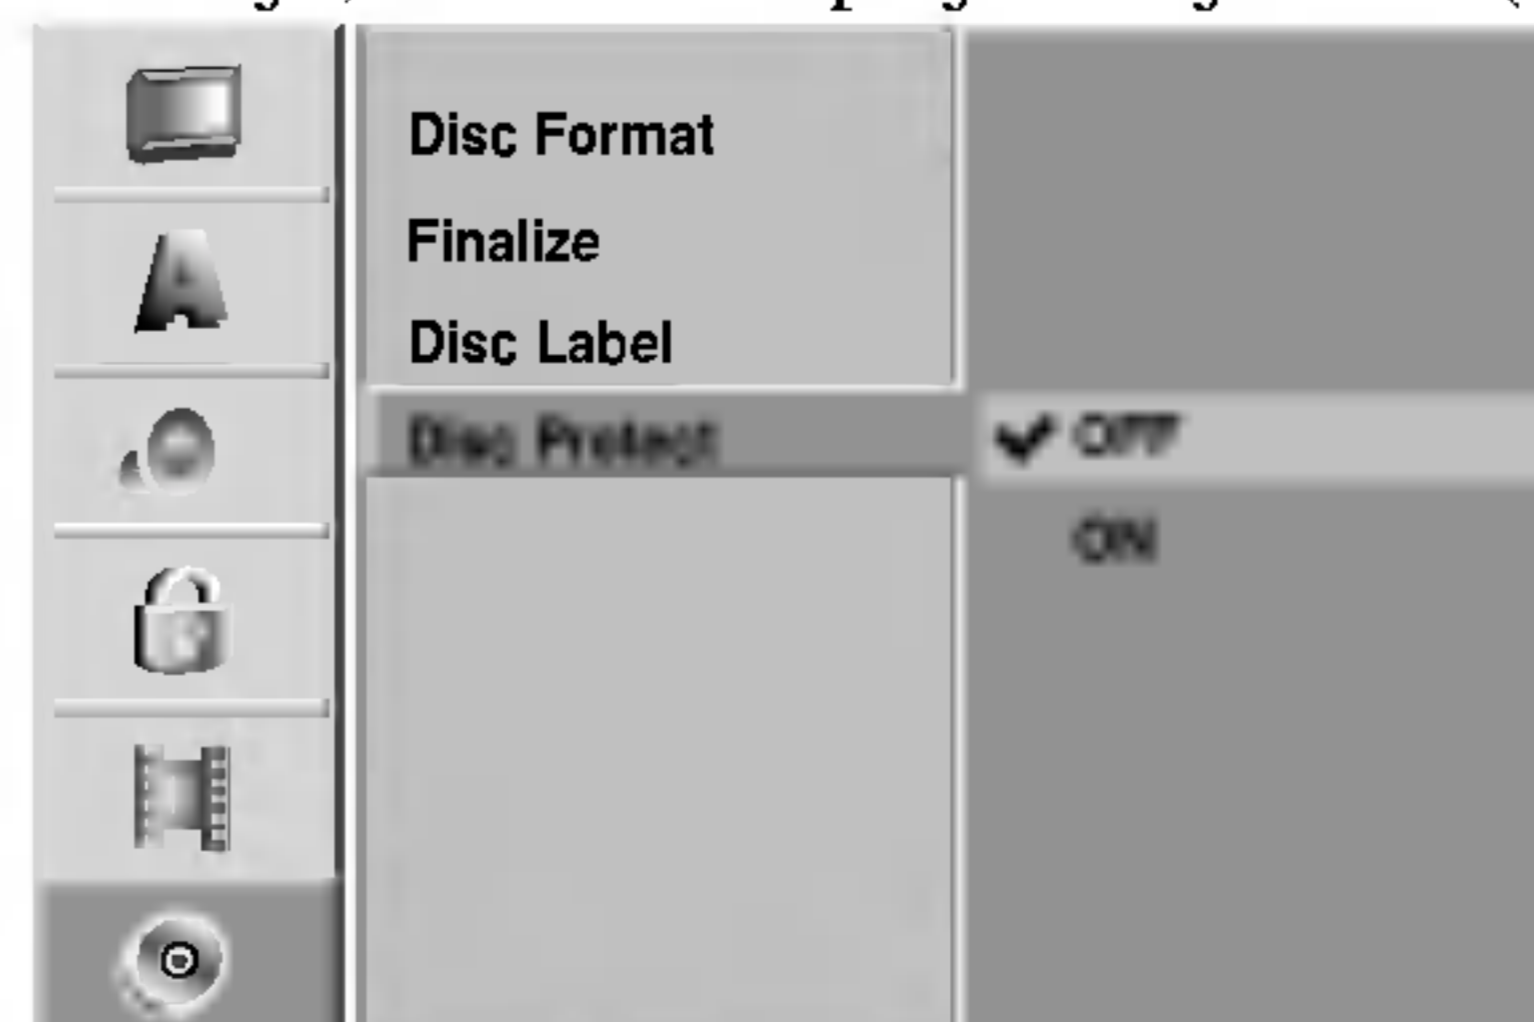 Disc Format
Finalize
Disc Label
Disc Protect
✔ OFF
ON